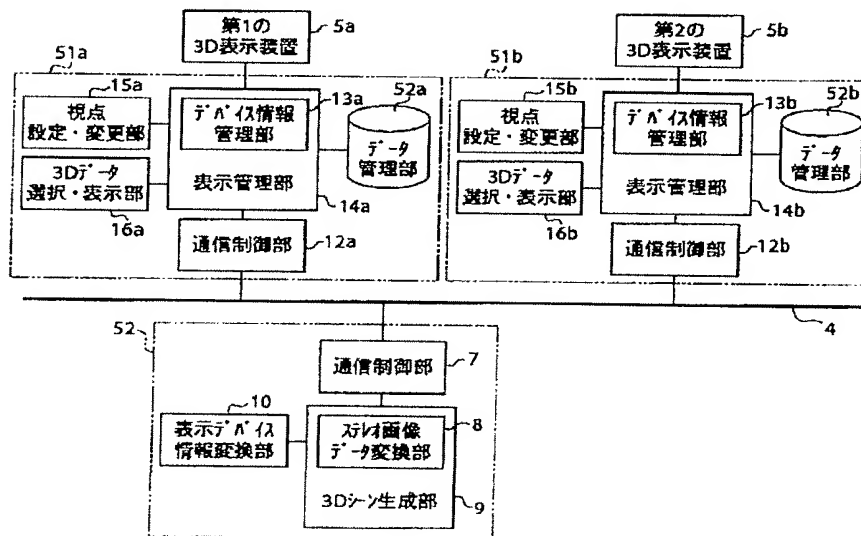 第1の
3D表示装置
5a
第2の
3D表示装置
5b
51a
15a
視点
設定・変更部
3Dデータ
選択・表示部
16a
13a
デバイス情報
管理部
表示管理部
14a
52a
データ
管理部
通信制御部
12a
51b
15b
視点
設定・変更部
3Dデータ
選択・表示部
16b
13b
デバイス情報
管理部
表示管理部
14b
52b
データ
管理部
通信制御部
12b
4
52
通信制御部
7
10
表示デバイス
情報変換部
ステレオ画像
データ変換部
8
3Dシーン生成部
9